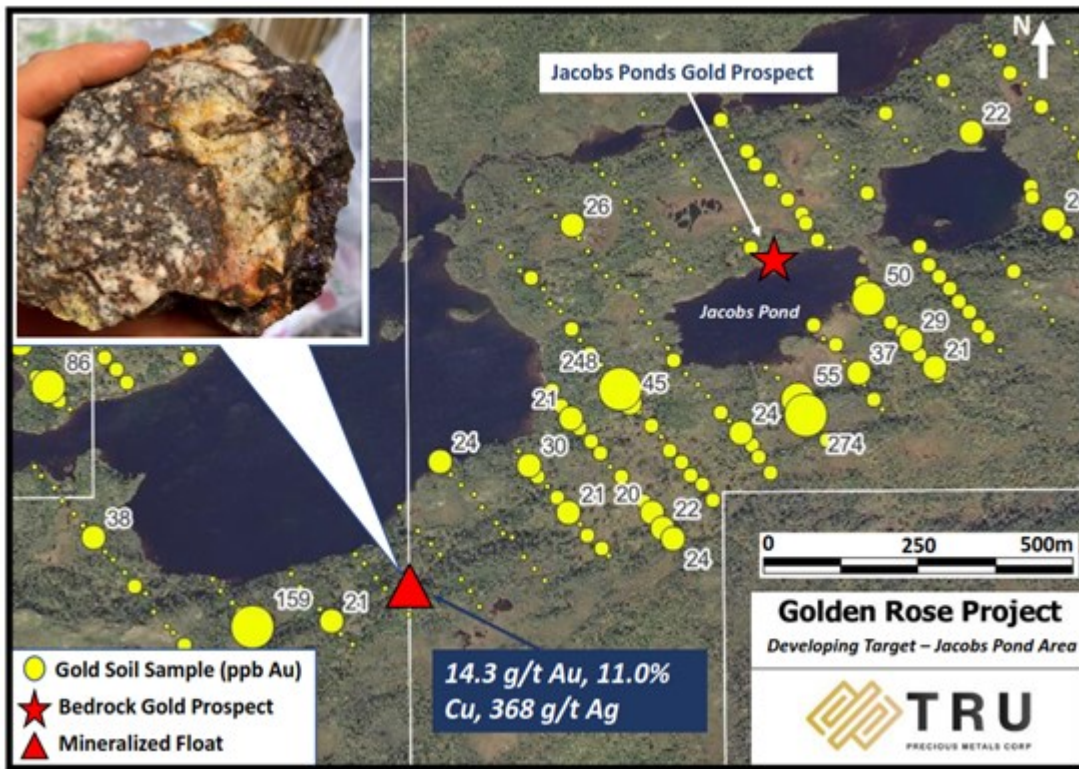 N
Jacobs Ponds Gold Prospect
22
26
50
Jacobs Pond
29
86
248
45
37
21
55
21
24
24
30
274
21
20
22
38
24
159
21
0 250 500m
Golden Rose Project
Developing Target – Jacobs Pond Area
Gold Soil Sample (ppb Au)
Bedrock Gold Prospect
Mineralized Float
14.3 g/t Au, 11.0%
Cu, 368 g/t Ag
TRU
PRECIOUS METALS CORP